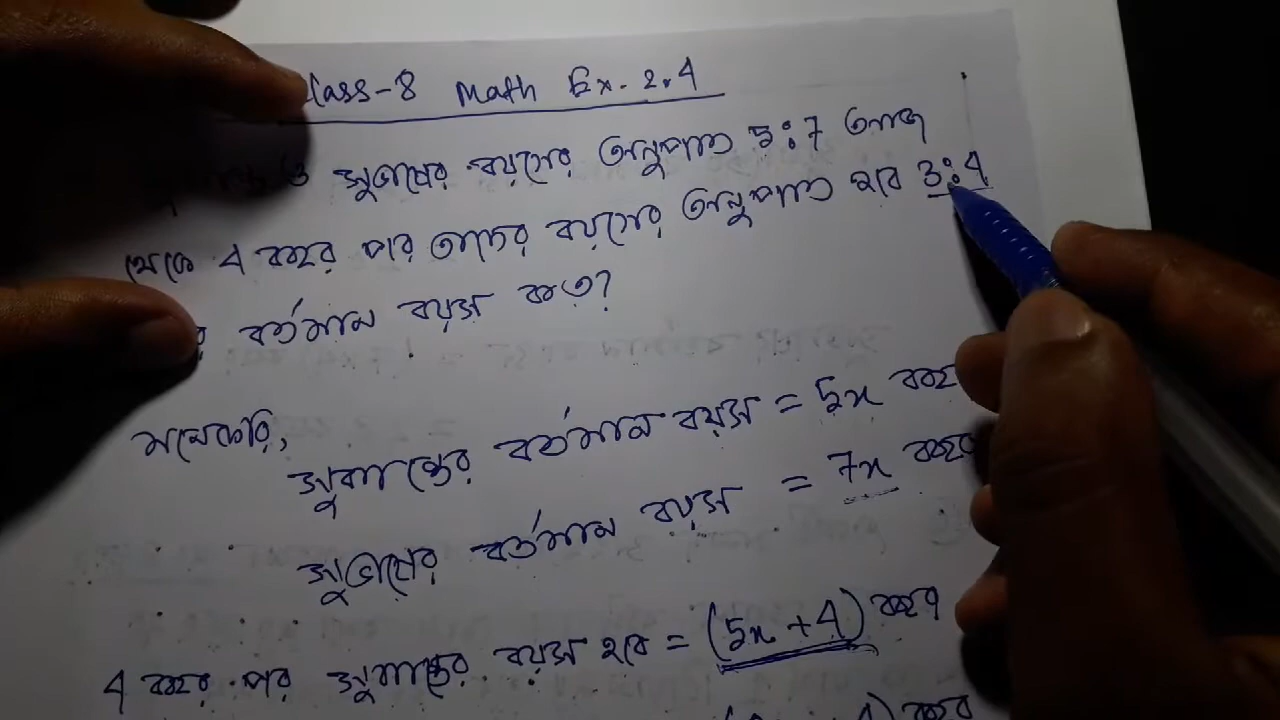 Class-8 Math Ex. 2.4
ও সুভাষের বয়সের অনুপাত 5:7 আজ
থেকে 4 বছর পর তাদের বয়সের অনুপাত হবে 3:4
বর্তমান বয়স কত?
মনেকরি,
সুকান্তের বর্তমান বয়স = 5x বছ
সুভাষের বর্তমান বয়স = 7x বছর
4 বছর পর সুকান্তের বয়স হবে = (5x + 4) বছর
বছর